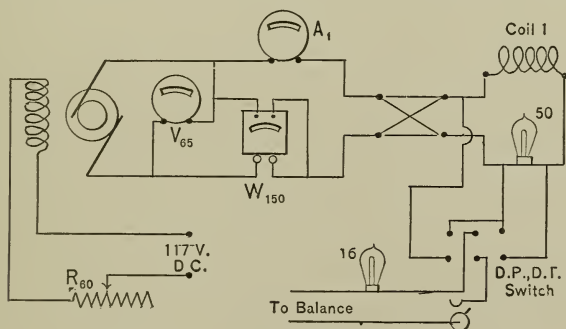 A1
Coil 1
V65
50
W150
117-V.
D.C.
16
R60
D.P., D.T.
Switch
To Balance